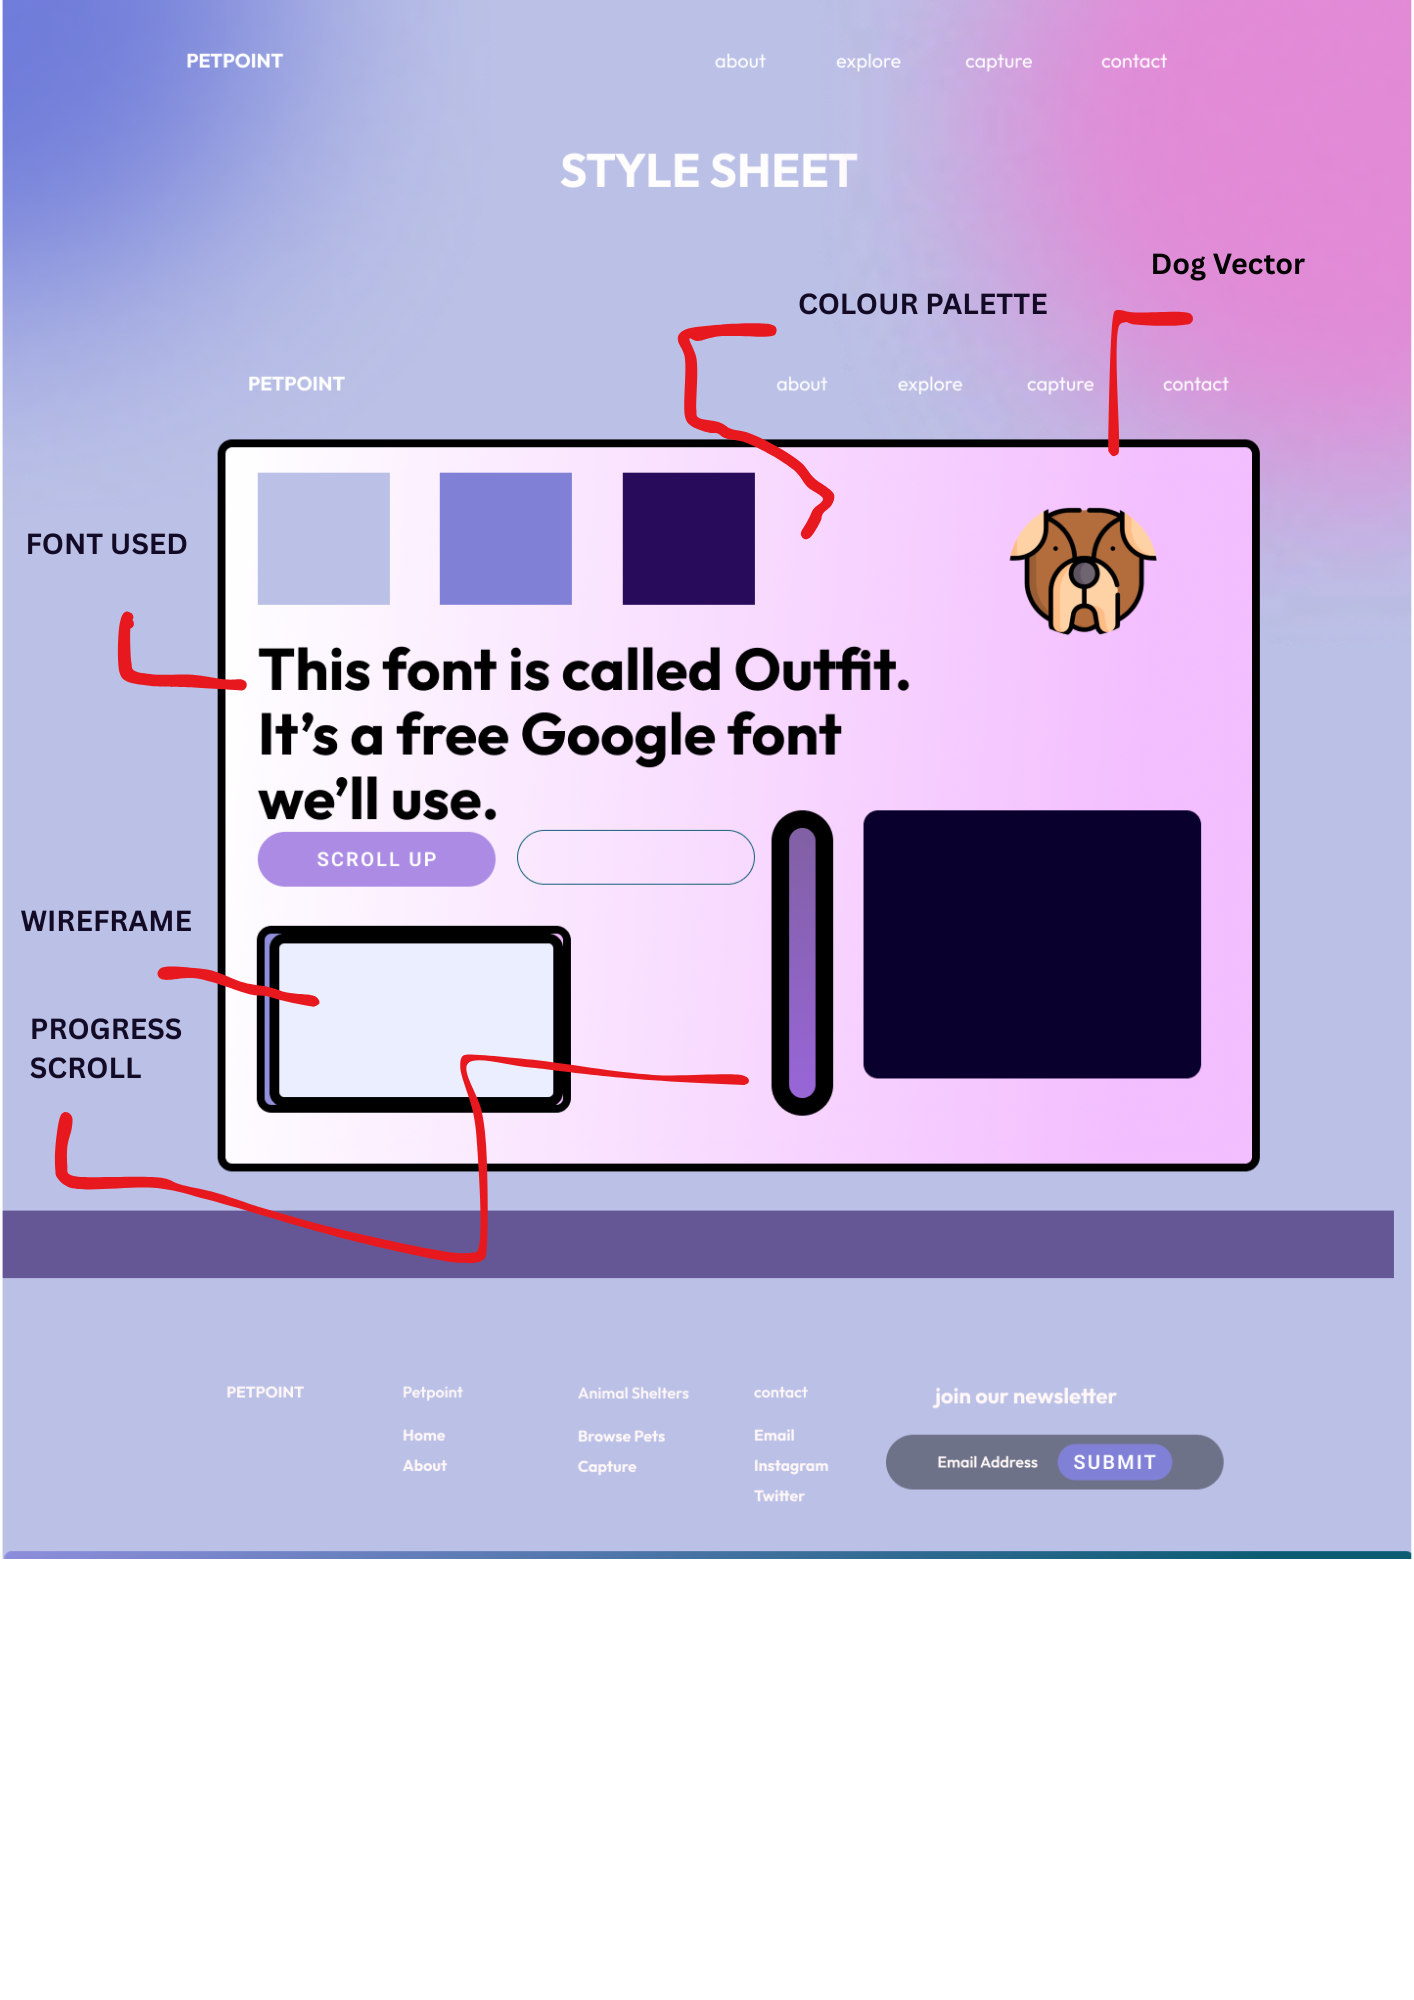 PETPOINT about explore capture contact
STYLE SHEET
Dog Vector
COLOUR PALETTE
PETPOINT about explore capture contact
FONT USED
This font is called Outfit.
It’s a free Google font
we’ll use.
SCROLL UP
WIREFRAME
PROGRESS
SCROLL
PETPOINT
Petpoint
Home
About
Animal Shelters
Browse Pets
Capture
contact
Email
Instagram
Twitter
join our newsletter
Email Address SUBMIT